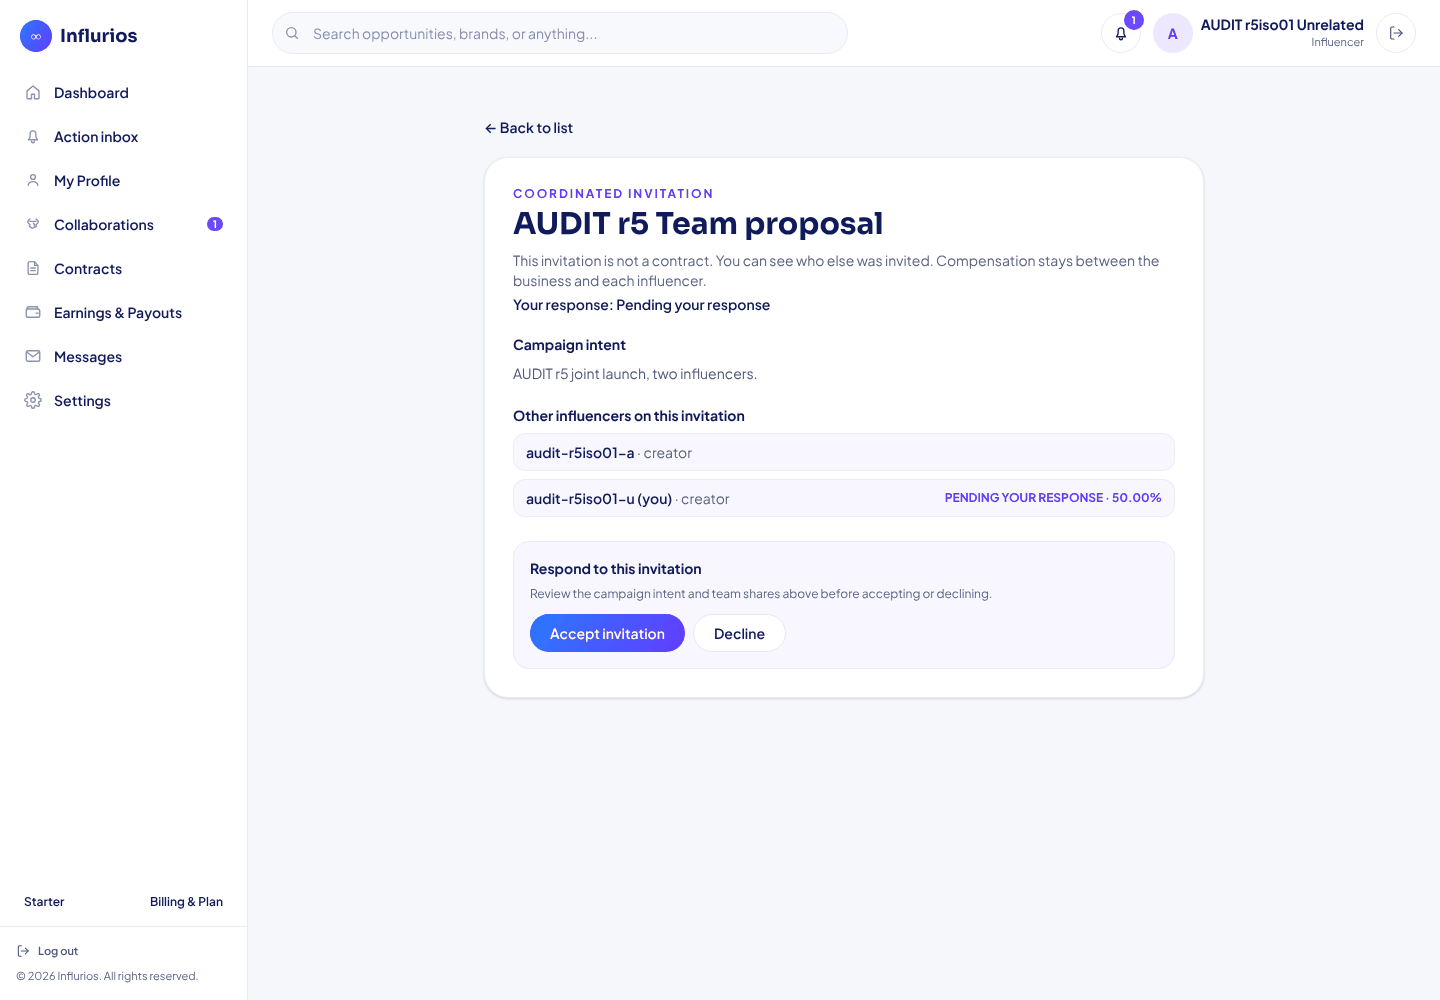 ∞ Influrios
Search opportunities, brands, or anything...
1
A
AUDIT r5iso01 Unrelated
Influencer
Dashboard
Action inbox
My Profile
Collaborations 1
Contracts
Earnings & Payouts
Messages
Settings
← Back to list
COORDINATED INVITATION
AUDIT r5 Team proposal
This invitation is not a contract. You can see who else was invited. Compensation stays between the
business and each influencer.
Your response: Pending your response
Campaign intent
AUDIT r5 joint launch, two influencers.
Other influencers on this invitation
audit-r5iso01-a · creator
audit-r5iso01-u (you) · creator PENDING YOUR RESPONSE · 50.00%
Respond to this invitation
Review the campaign intent and team shares above before accepting or declining.
Accept invitation Decline
Starter Billing & Plan
Log out
© 2026 Influrios. All rights reserved.